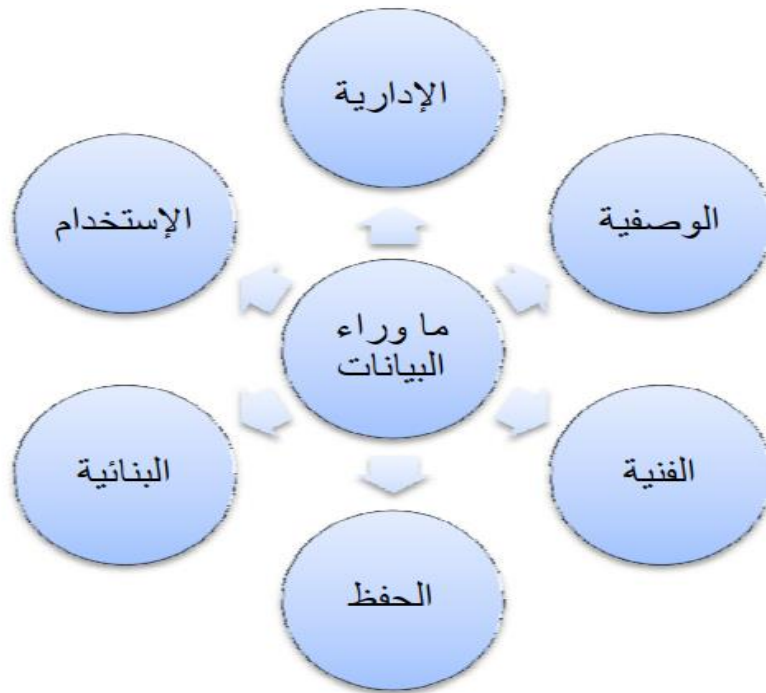 الإدارية
الإستخدام
الوصفية
ما وراء
البيانات
البنائية
الفنية
الحفظ